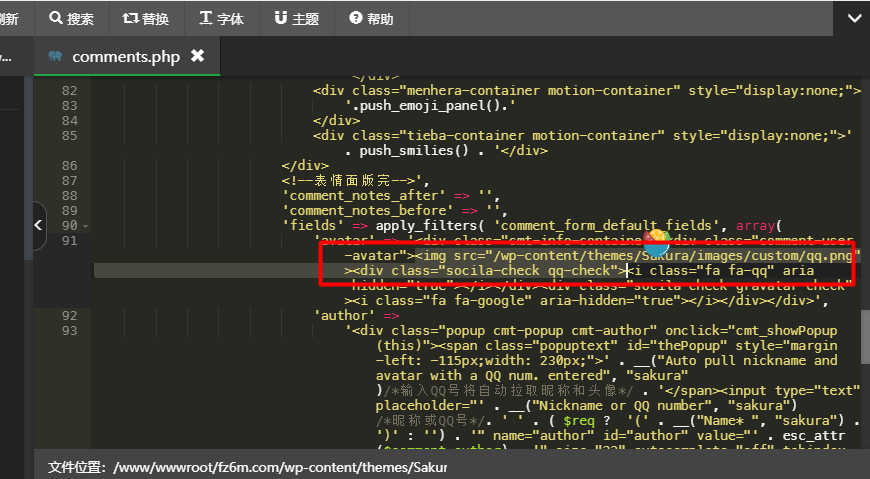 刷新 搜索 替换 字体 主题 帮助
... comments.php
</div>
82 <div class="menhera-container motion-container" style="display:none;">
83 '.push_emoji_panel().'
84 </div>
85 <div class="tieba-container motion-container" style="display:none;">'
. push_smilies() . '</div>
86 </div>
87 <!--表情面版完-->',
88 'comment_notes_after' => '',
89 'comment_notes_before' => '',
90 'fields' => apply_filters( 'comment_form_default_fields', array(
91 'avatar' => '<div class="cmt-info-container"><div class="comment-user
-avatar"><img src="/wp-content/themes/Sakura/images/custom/qq.png"
><div class="socila-check qq-check"><i class="fa fa-qq" aria
-hidden="true"></i></div><div class="socila-check gravatar-check"
><i class="fa fa-google" aria-hidden="true"></i></div></div>',
92 'author' =>
93 '<div class="popup cmt-popup cmt-author" onclick="cmt_showPopup
(this)"><span class="popuptext" id="thePopup" style="margin
-left: -115px;width: 230px;">' . __("Auto pull nickname and
avatar with a QQ num. entered", "sakura"
)/*输入QQ号将自动拉取昵称和头像*/ . '</span><input type="text"
placeholder="' . __("Nickname or QQ number", "sakura")
/*昵称或QQ号*/. ' ' . ( $req ? '(' . __("Name* ", "sakura") .
')' : '') . '" name="author" id="author" value="' . esc_attr
文件位置: /www/wwwroot/fz6m.com/wp-content/themes/Sakur